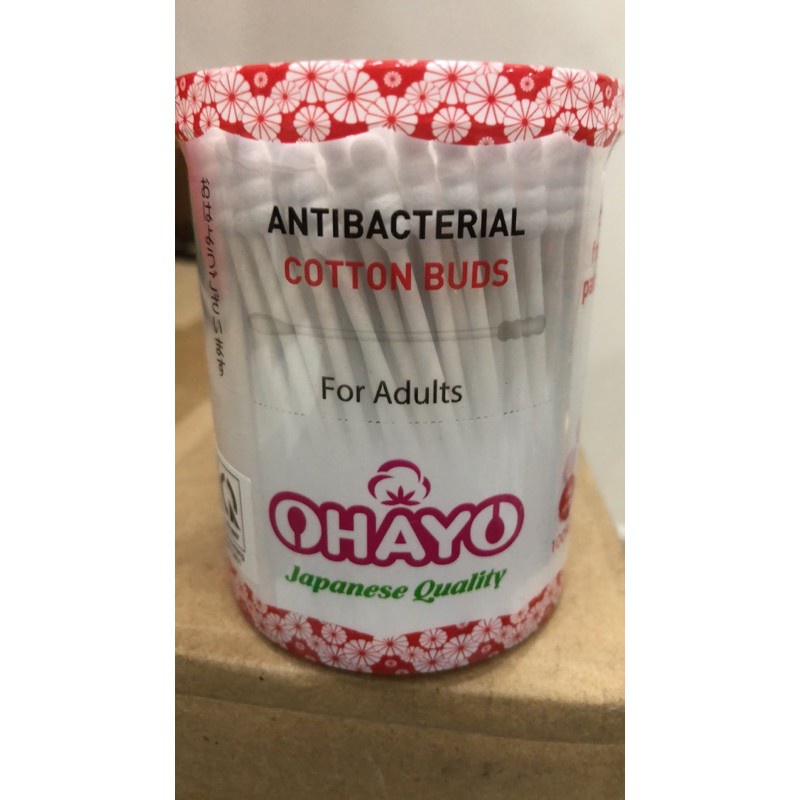 ANTIBACTERIAL
COTTON BUDS
For Adults
OHAYO
Japanese Quality